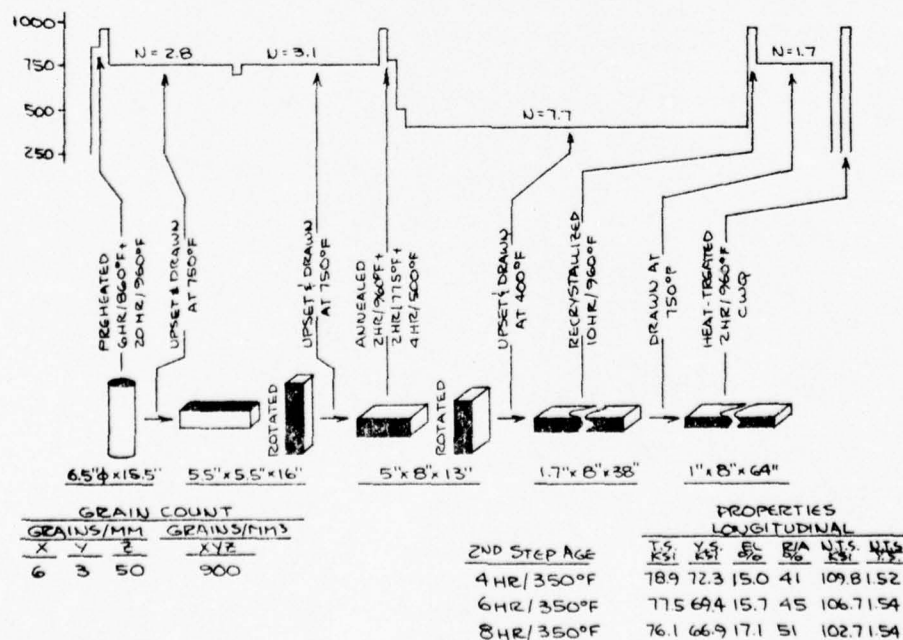 1000
750
500
250
N=2.8
N=3.1
N=7.7
N=1.7
PREHEATED
6HR/860°F+
20HR/960°F
UPSET & DRAWN
AT 750°F
UPSET & DRAWN
AT 750°F
ANNEALED
2HR/960°F+
2HR/775°F+
4HR/500°F
UPSET & DRAWN
AT 400°F
RECRYSTALLIZED
10HR/960°F
DRAWN AT
750°F
HEAT-TREATED
2HR/960°F
CWQ
ROTATED
ROTATED
6.5"ϕ×15.5"
5.5"×5.5"×16"
5"×8"×13"
1.7"×8"×38"
1"×8"×64"
GRAIN COUNT
GRAINS/MM GRAINS/MM3
X Y Z XYZ
6 3 50 900
PROPERTIES
LONGITUDINAL
2ND STEP AGE T.S. KSI Y.S. KSI EL % R/A % N.T.S. KSI N.T.S. Y.S.
4HR/350°F 78.9 72.3 15.0 41 109.8 1.52
6HR/350°F 77.5 69.4 15.7 45 106.7 1.54
8HR/350°F 76.1 66.9 17.1 51 102.7 1.54